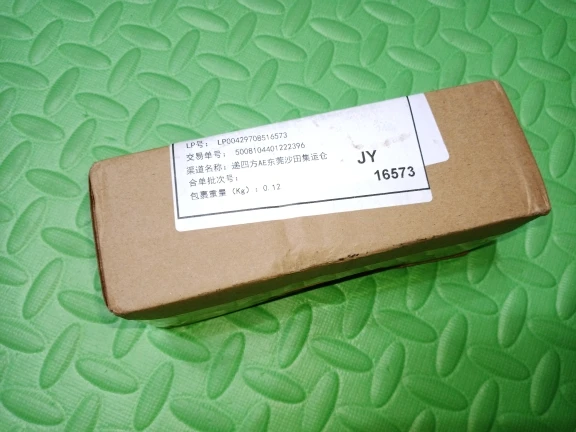 LP号： LP00429708516573
交易单号： 5008104401222396
渠道名称：递四方AE东莞沙田集运仓
合单批次号：
包裹重量（Kg）：0.12
JY
16573